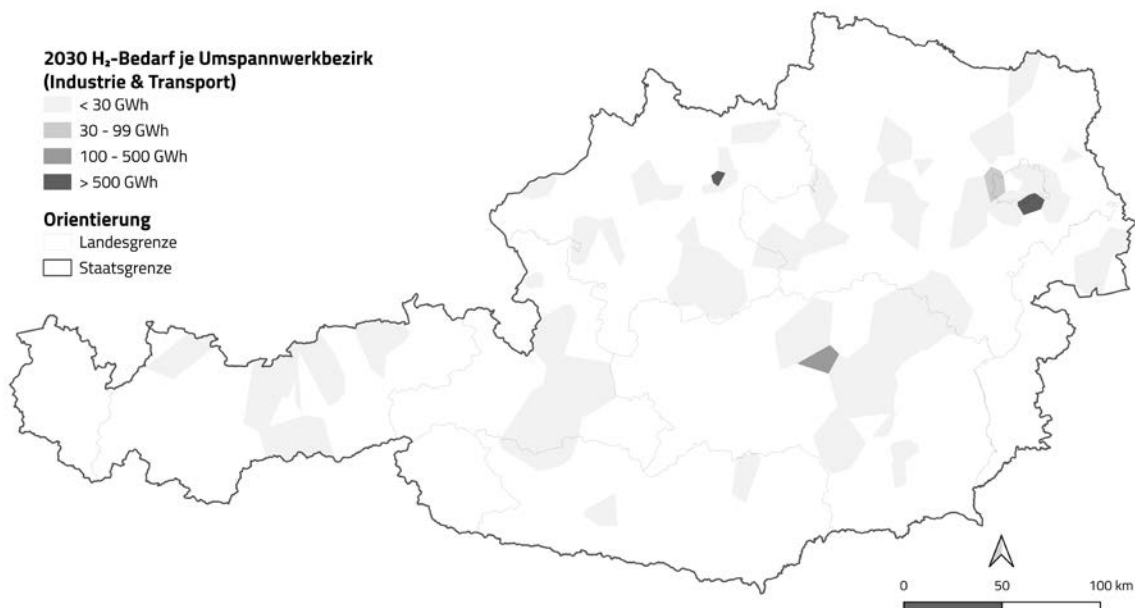 2030 H₂-Bedarf je Umspannwerkbezirk
(Industrie & Transport)
< 30 GWh
30 - 99 GWh
100 - 500 GWh
> 500 GWh
Orientierung
Landesgrenze
Staatsgrenze
0 50 100 km